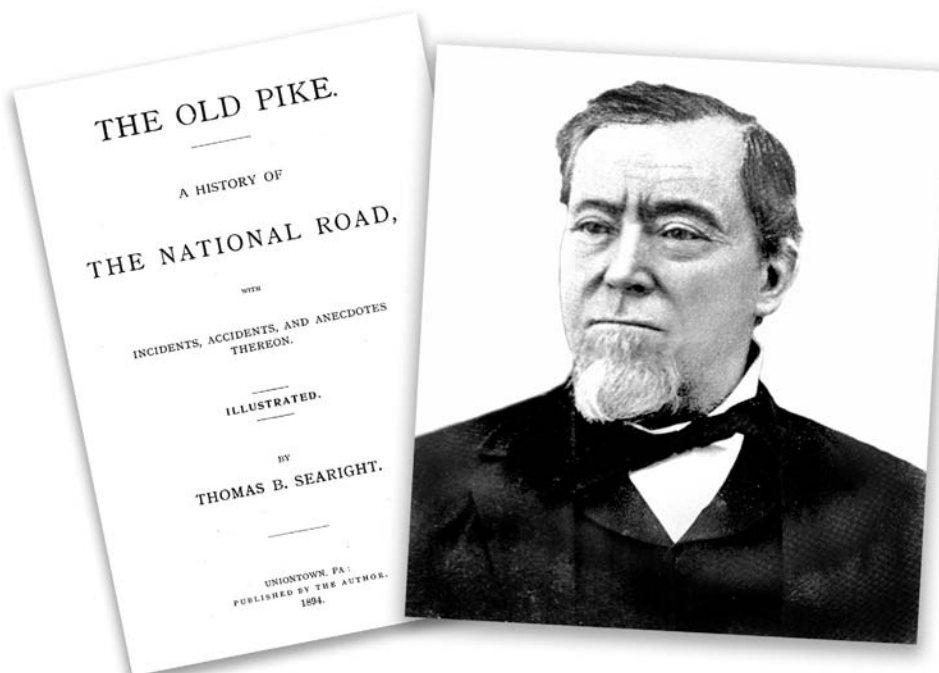 THE OLD PIKE.
A HISTORY OF
THE NATIONAL ROAD,
WITH
INCIDENTS, ACCIDENTS, AND ANECDOTES
THEREON.
ILLUSTRATED.
BY
THOMAS B. SEARIGHT.
UNIONTOWN, PA:
PUBLISHED BY THE AUTHOR.
1894.